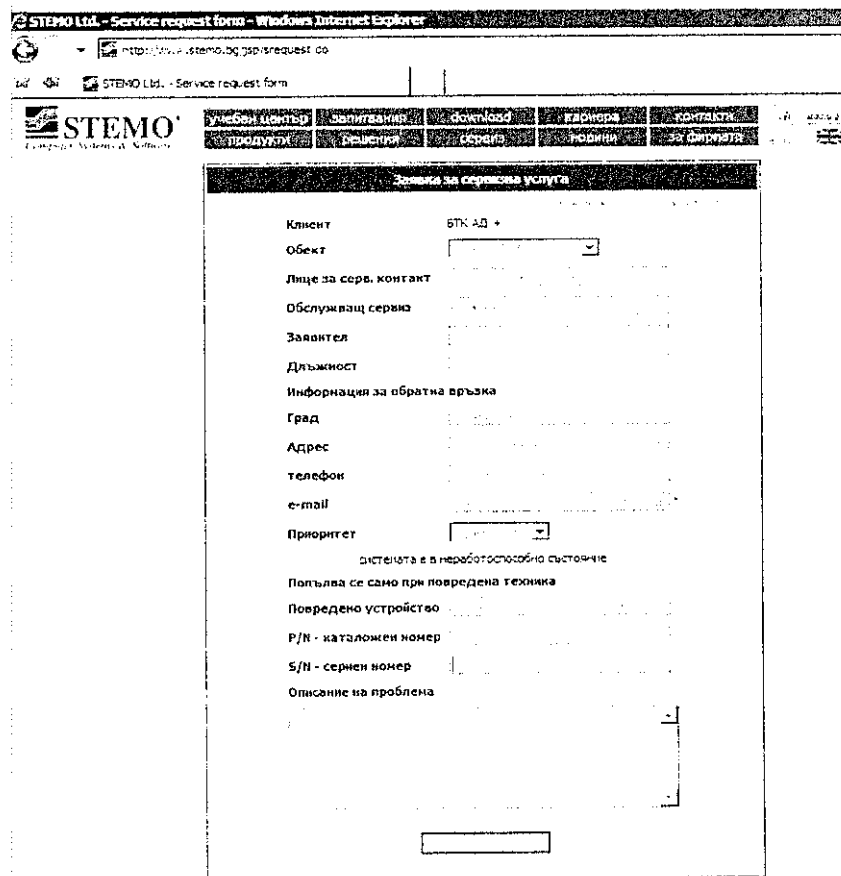 STEMO Ltd. - Service request form - Windows Internet Explorer
STEMO Ltd. - Service request form
STEMO
учебен център запитвания download кариера контакти
продукти решения сервиз новини за фирмата
Заявка за сервизна услуга
Клиент БТК АД +
Обект
Лице за серв. контакт
Обслужващ сервиз
Заявител
Длъжност
Информация за обратна връзка
Град
Адрес
телефон
e-mail
Приоритет
системата е в неработоспособно състояние
Попълва се само при повредена техника
Повредено устройство
P/N - каталожен номер
S/N - сериен номер
Описание на проблема